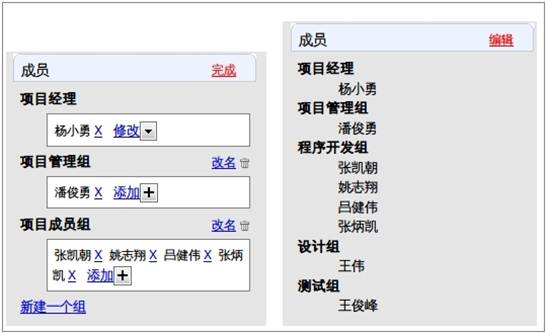 成员 完成
项目经理
杨小勇 X 修改
项目管理组 改名
潘俊勇 X 添加
项目成员组 改名
张凯朝 X 姚志翔 X 吕健伟 X 张炳
凯 X 添加
新建一个组
成员 编辑
项目经理
杨小勇
项目管理组
潘俊勇
程序开发组
张凯朝
姚志翔
吕健伟
张炳凯
设计组
王伟
测试组
王俊峰